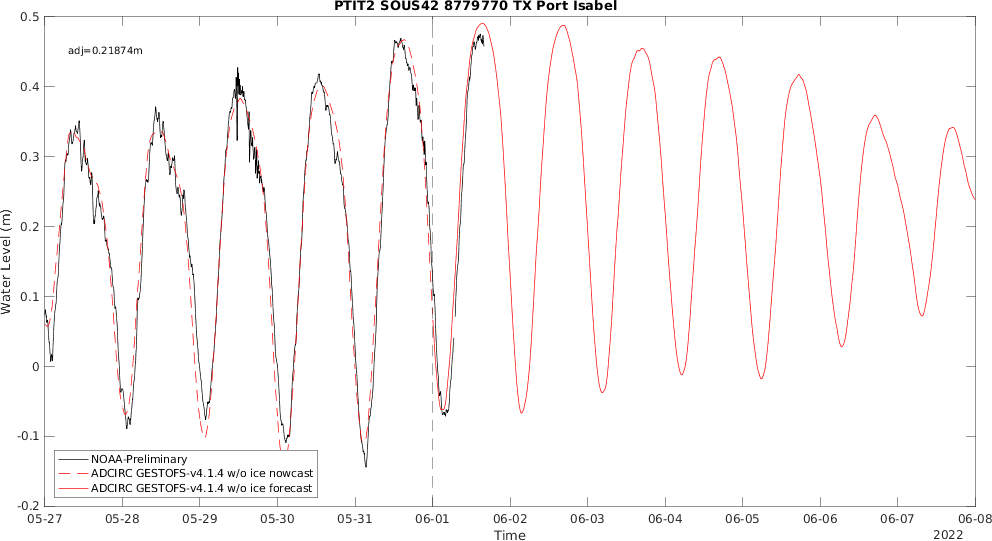 PTIT2 SOUS42 8779770 TX Port Isabel
adj=0.21874m
0.5
0.4
0.3
0.2
0.1
0
-0.1
-0.2
Water Level (m)
NOAA-Preliminary
ADCIRC GESTOFS-v4.1.4 w/o ice nowcast
ADCIRC GESTOFS-v4.1.4 w/o ice forecast
05-27 05-28 05-29 05-30 05-31 06-01 06-02 06-03 06-04 06-05 06-06 06-07 06-08
Time
2022